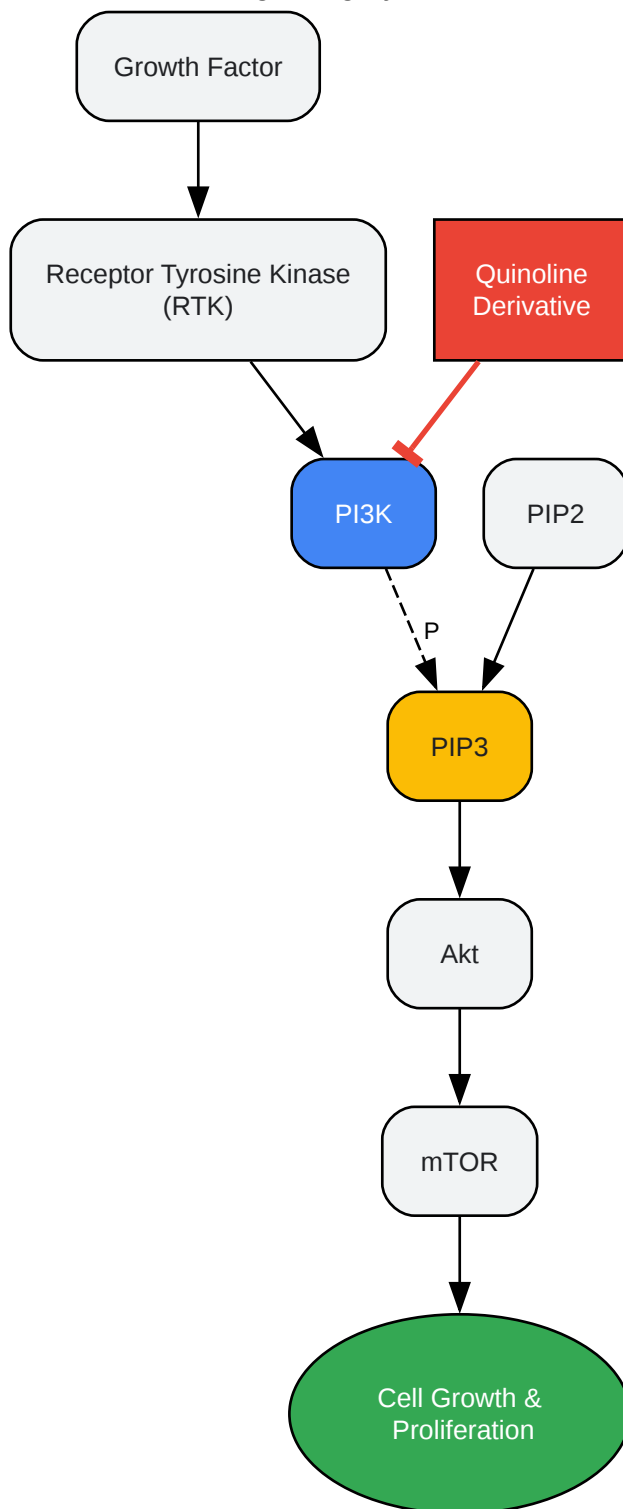 Growth Factor
Receptor Tyrosine Kinase
(RTK)
Quinoline
Derivative
PI3K
PIP2
P
PIP3
Akt
mTOR
Cell Growth &
Proliferation